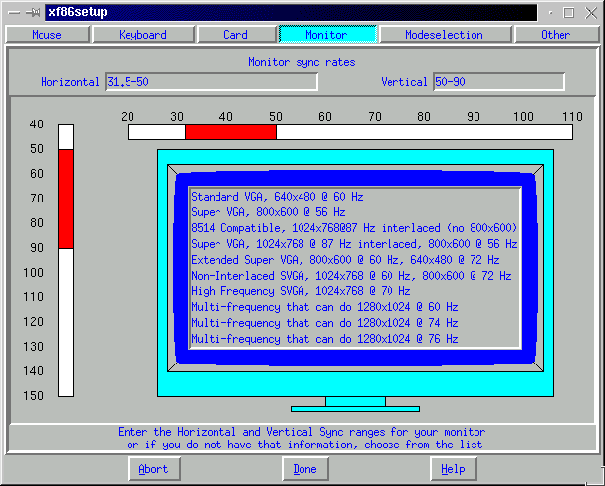 xf86setup
Mouse Keyboard Card Monitor Modeselection Other
Monitor sync rates
Horizontal 31.5-50 Vertical 50-90
20 30 40 50 60 70 80 90 100 110
40
50
60
70
80
90
100
110
120
130
140
150
Standard VGA, 640x480 @ 60 Hz
Super VGA, 800x600 @ 56 Hz
8514 Compatible, 1024x768@87 Hz interlaced (no 800x600)
Super VGA, 1024x768 @ 87 Hz interlaced, 800x600 @ 56 Hz
Extended Super VGA, 800x600 @ 60 Hz, 640x480 @ 72 Hz
Non-Interlaced SVGA, 1024x768 @ 60 Hz, 800x600 @ 72 Hz
High Frequency SVGA, 1024x768 @ 70 Hz
Multi-frequency that can do 1280x1024 @ 60 Hz
Multi-frequency that can do 1280x1024 @ 74 Hz
Multi-frequency that can do 1280x1024 @ 76 Hz
Enter the Horizontal and Vertical Sync ranges for your monitor
or if you do not have that information, choose from the list
Abort Done Help